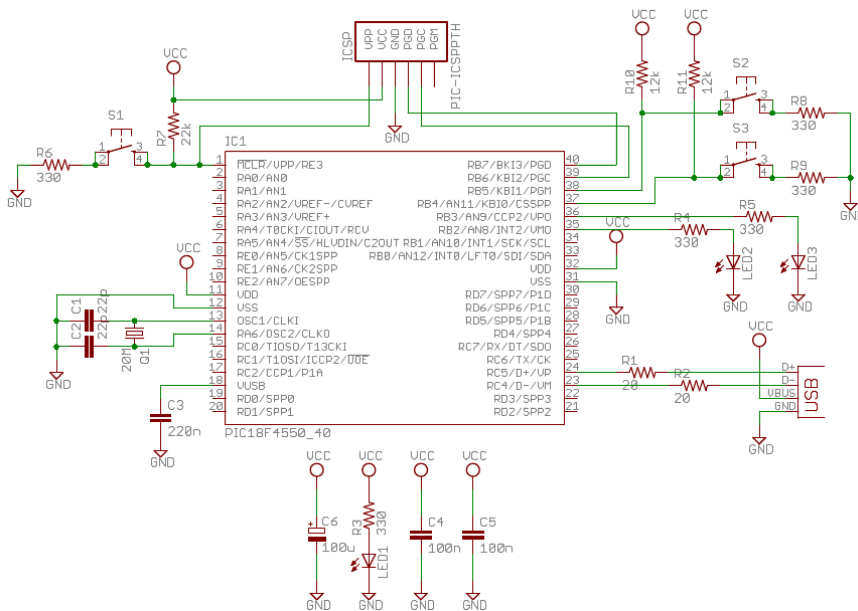 ICSP
VPP
VCC
GND
PGD
PGC
PGM
PIC-ICSPPTH
GND
VCC
R7
22k
S1
1
2
3
4
R6
330
GND
VCC
R10
12k
VCC
R11
12k
S2
1
2
3
4
R8
330
S3
1
2
3
4
R9
330
GND
IC1
1 MCLR/VPP/RE3
2 RA0/AN0
3 RA1/AN1
4 RA2/AN2/VREF-/CVREF
5 RA3/AN3/VREF+
6 RA4/T0CKI/C1OUT/RCV
7 RA5/AN4/SS/HLVDIN/C2OUT
8 RE0/AN5/CK1SPP
9 RE1/AN6/CK2SPP
10 RE2/AN7/OESPP
11 VDD
12 VSS
13 OSC1/CLKI
14 RA6/OSC2/CLKO
15 RC0/TIOSO/T13CKI
16 RC1/T1OSI/ICCP2/UOE
17 RC2/CCP1/P1A
18 VUSB
19 RD0/SPP0
20 RD1/SPP1
RB7/BKI3/PGD 40
RB6/KBI2/PGC 39
RB5/KBI1/PGM 38
RB4/AN11/KBI0/CSSPP 37
RB3/AN9/CCP2/VPO 36
RB2/AN8/INT2/VMO 35
RB1/AN10/INT1/SCK/SCL 34
RB0/AN12/INT0/LFT0/SDI/SDA 33
VDD 32
VSS 31
RD7/SPP7/P1D 30
RD6/SPP6/P1C 29
RD5/SPP5/P1B 28
RD4/SPP4 27
RC7/RX/DT/SDO 26
RC6/TX/CK 25
RC5/D+/VP 24
RC4/D-/VM 23
RD3/SPP3 22
RD2/SPP2 21
PIC18F4550_40
VCC
C1
22p
C2
22p
20M
Q1
GND
C3
220n
GND
R5
330
R4
330
VCC
GND
LED2
GND
LED3
GND
VCC
R1
20
R2
20
D+
D-
VBUS
GND
USB
GND
VCC
C6
+
100u
GND
VCC
R3
330
LED1
GND
VCC
C4
100n
GND
VCC
C5
100n
GND